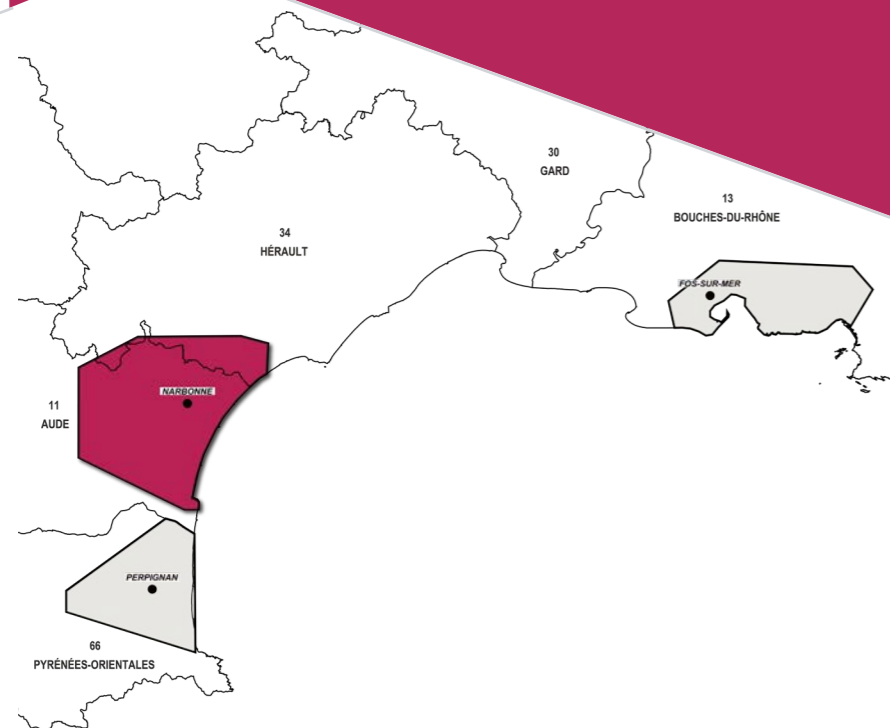 30
GARD
13
BOUCHES-DU-RHÔNE
34
HÉRAULT
FOS-SUR-MER
NARBONNE
11
AUDE
PERPIGNAN
66
PYRÉNÉES-ORIENTALES